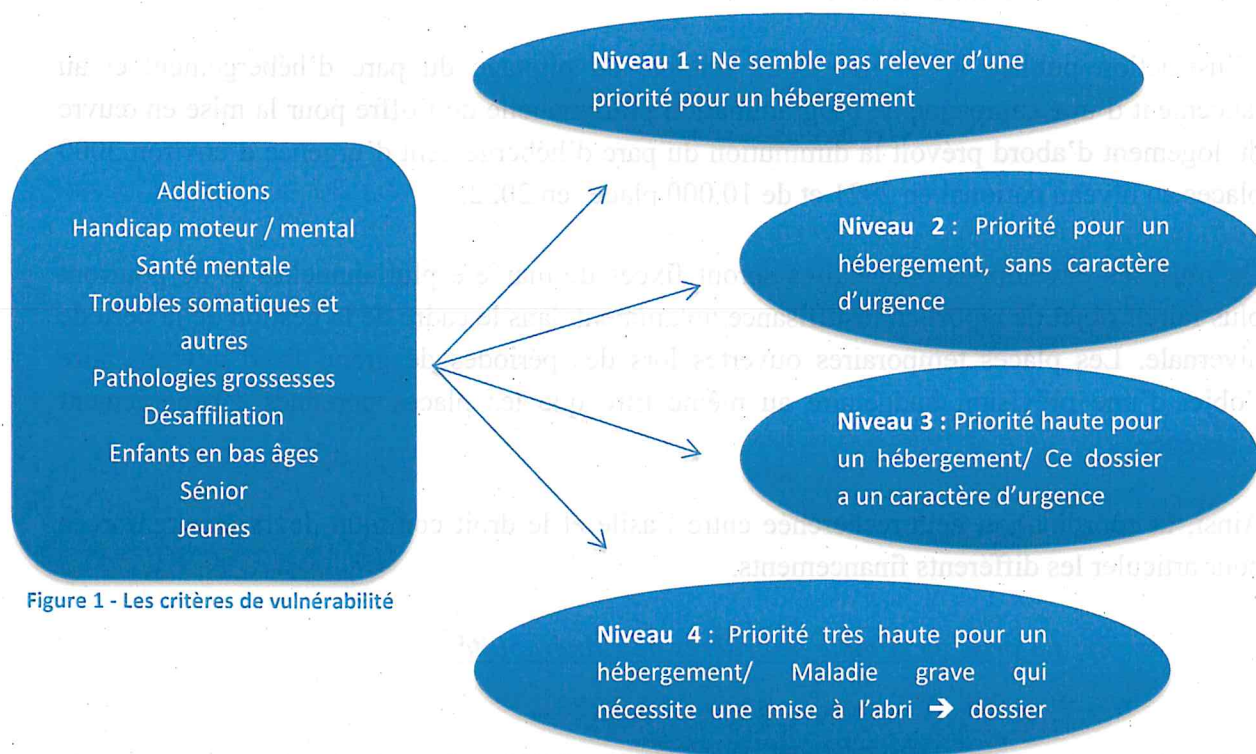 Niveau 1 : Ne semble pas relever d'une
priorité pour un hébergement
Addictions
Handicap moteur / mental
Santé mentale
Troubles somatiques et
autres
Pathologies grossesses
Désaffiliation
Enfants en bas âges
Sénior
Jeunes
Figure 1 - Les critères de vulnérabilité
Niveau 2 : Priorité pour un
hébergement, sans caractère
d'urgence
Niveau 3 : Priorité haute pour
un hébergement/ Ce dossier
a un caractère d'urgence
Niveau 4 : Priorité très haute pour un
hébergement/ Maladie grave qui
nécessite une mise à l'abri ➔ dossier